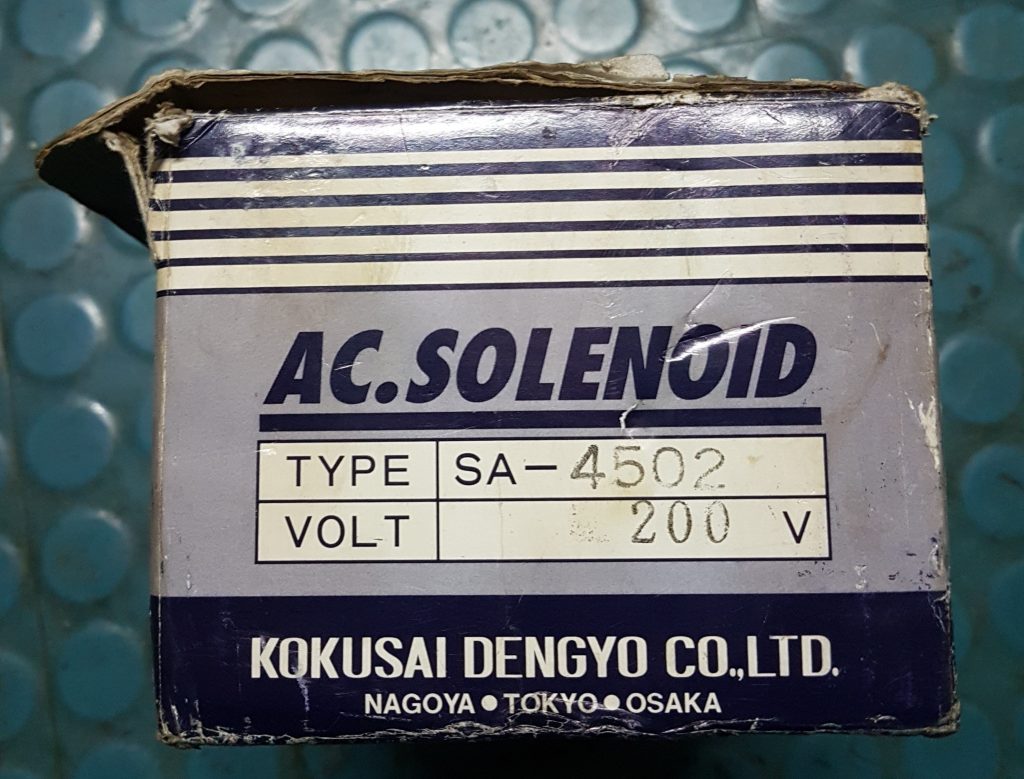 AC.SOLENOID
TYPE SA-4502
VOLT 200 V
KOKUSAI DENGYO CO.,LTD.
NAGOYA●TOKYO●OSAKA